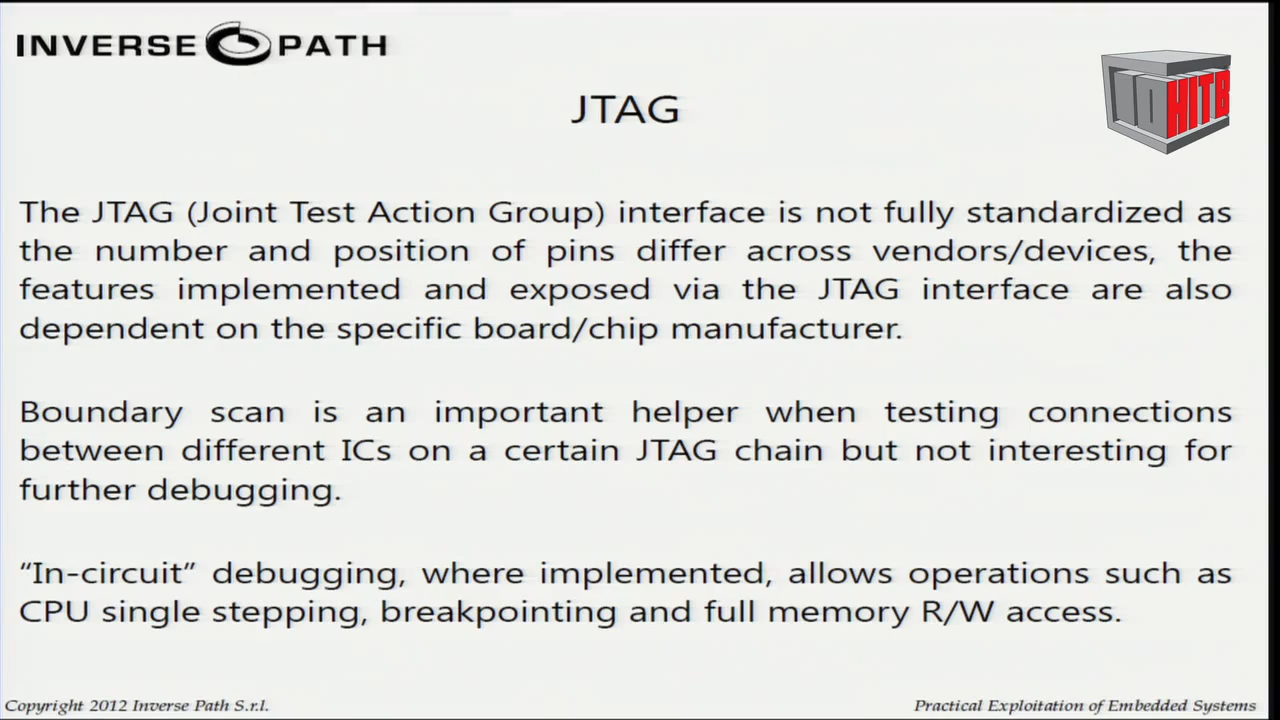 INVERSE PATH
10 HITB
JTAG
The JTAG (Joint Test Action Group) interface is not fully standardized as
the number and position of pins differ across vendors/devices, the
features implemented and exposed via the JTAG interface are also
dependent on the specific board/chip manufacturer.
Boundary scan is an important helper when testing connections
between different ICs on a certain JTAG chain but not interesting for
further debugging.
“In-circuit” debugging, where implemented, allows operations such as
CPU single stepping, breakpointing and full memory R/W access.
Copyright 2012 Inverse Path S.r.l.
Practical Exploitation of Embedded Systems